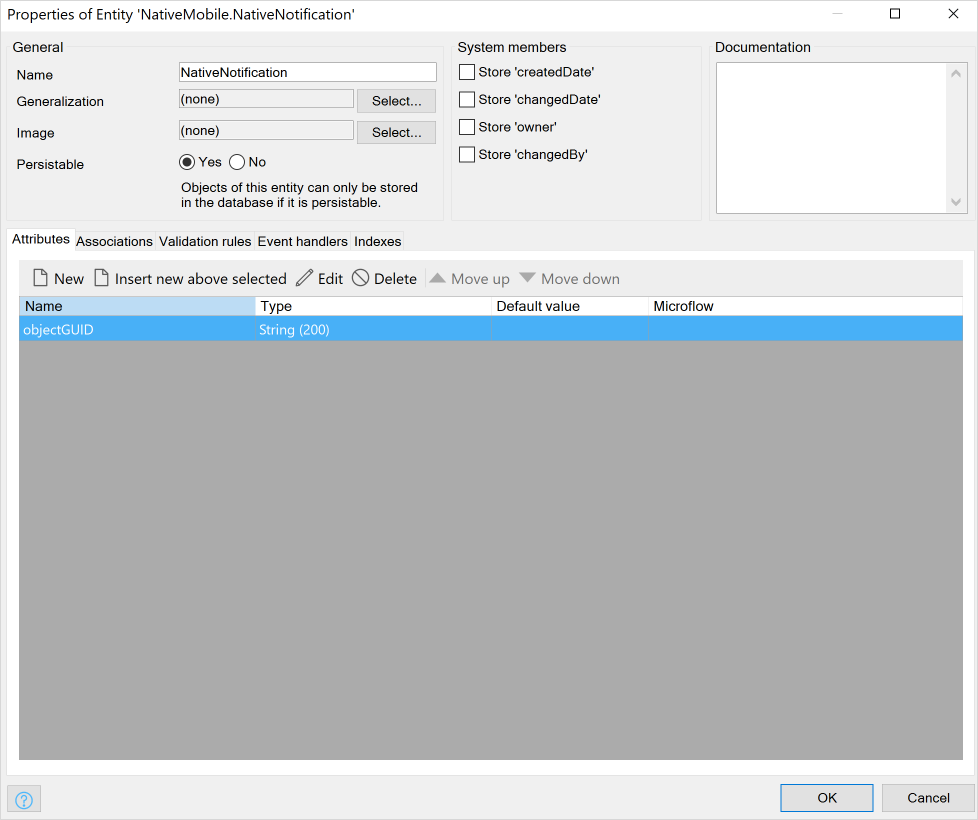 Properties of Entity 'NativeMobile.NativeNotification'
General
Name
NativeNotification
Generalization
(none)
Select...
Image
(none)
Select...
Persistable
Yes
No
Objects of this entity can only be stored
in the database if it is persistable.
System members
Store 'createdDate'
Store 'changedDate'
Store 'owner'
Store 'changedBy'
Documentation
Attributes Associations Validation rules Event handlers Indexes
New Insert new above selected Edit Delete Move up Move down
Name Type Default value Microflow
objectGUID String (200)
?
OK Cancel